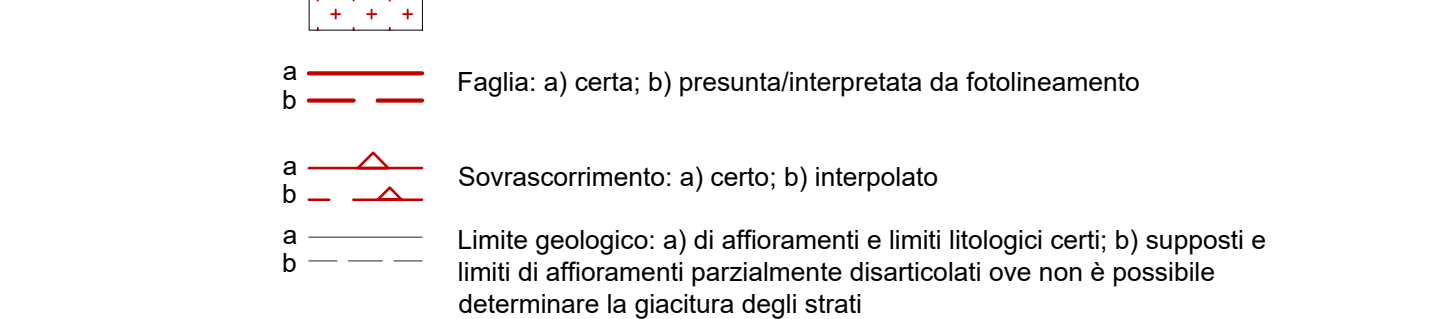 a
b
Faglia: a) certa; b) presunta/interpretata da fotolineamento
a
b
Sovrascorrimento: a) certo; b) interpolato
a
b
Limite geologico: a) di affioramenti e limiti litologici certi; b) supposti e
limiti di affioramenti parzialmente disarticolati ove non è possibile
determinare la giacitura degli strati